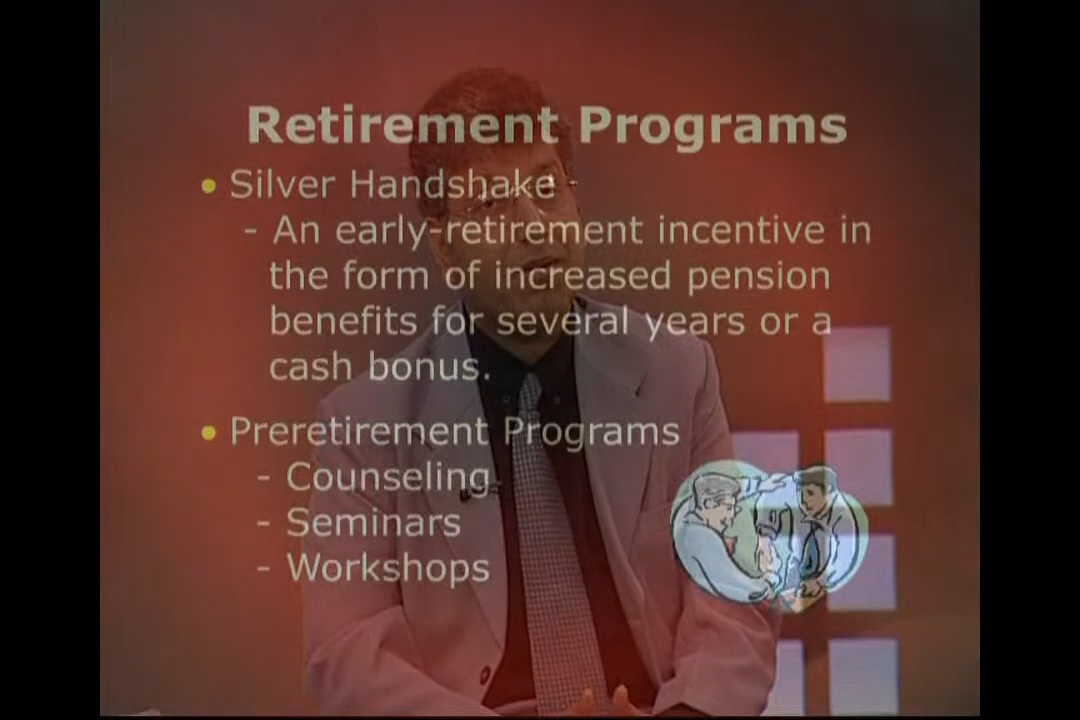 Retirement Programs
• Silver Handshake
- An early-retirement incentive in
the form of increased pension
benefits for several years or a
cash bonus.
• Preretirement Programs
- Counseling
- Seminars
- Workshops